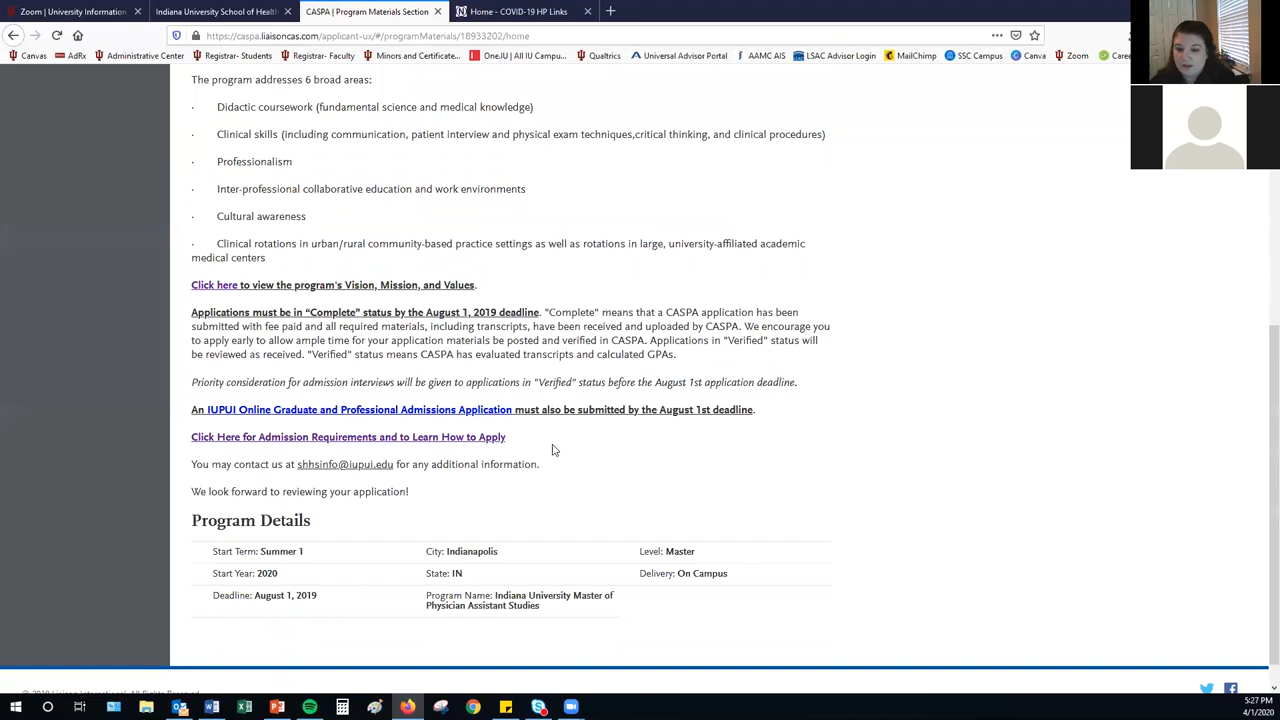 Zoom | University Information
Indiana University School of Health
CASPA | Program Materials Section
Home - COVID-19 HP Links
https://caspa.liaisoncas.com/applicant-ux/#/programMaterials/18933202/home
Canvas
AdRx
Administrative Center
Registrar- Students
Registrar- Faculty
Minors and Certificate...
One.IU | All IU Campu...
Qualtrics
Universal Advisor Portal
AAMC AIS
LSAC Advisor Login
MailChimp
SSC Campus
Canva
Zoom
Caree
The program addresses 6 broad areas:
· Didactic coursework (fundamental science and medical knowledge)
· Clinical skills (including communication, patient interview and physical exam techniques,critical thinking, and clinical procedures)
· Professionalism
· Inter-professional collaborative education and work environments
· Cultural awareness
· Clinical rotations in urban/rural community-based practice settings as well as rotations in large, university-affiliated academic
medical centers
Click here to view the program's Vision, Mission, and Values.
Applications must be in “Complete” status by the August 1, 2019 deadline. "Complete" means that a CASPA application has been
submitted with fee paid and all required materials, including transcripts, have been received and uploaded by CASPA. We encourage you
to apply early to allow ample time for your application materials be posted and verified in CASPA. Applications in "Verified" status will
be reviewed as received. "Verified" status means CASPA has evaluated transcripts and calculated GPAs.
Priority consideration for admission interviews will be given to applications in "Verified" status before the August 1st application deadline.
An IUPUI Online Graduate and Professional Admissions Application must also be submitted by the August 1st deadline.
Click Here for Admission Requirements and to Learn How to Apply
You may contact us at shhsinfo@iupui.edu for any additional information.
We look forward to reviewing your application!
Program Details
Start Term: Summer 1
City: Indianapolis
Level: Master
Start Year: 2020
State: IN
Delivery: On Campus
Deadline: August 1, 2019
Program Name: Indiana University Master of
Physician Assistant Studies
5:27 PM
4/1/2020